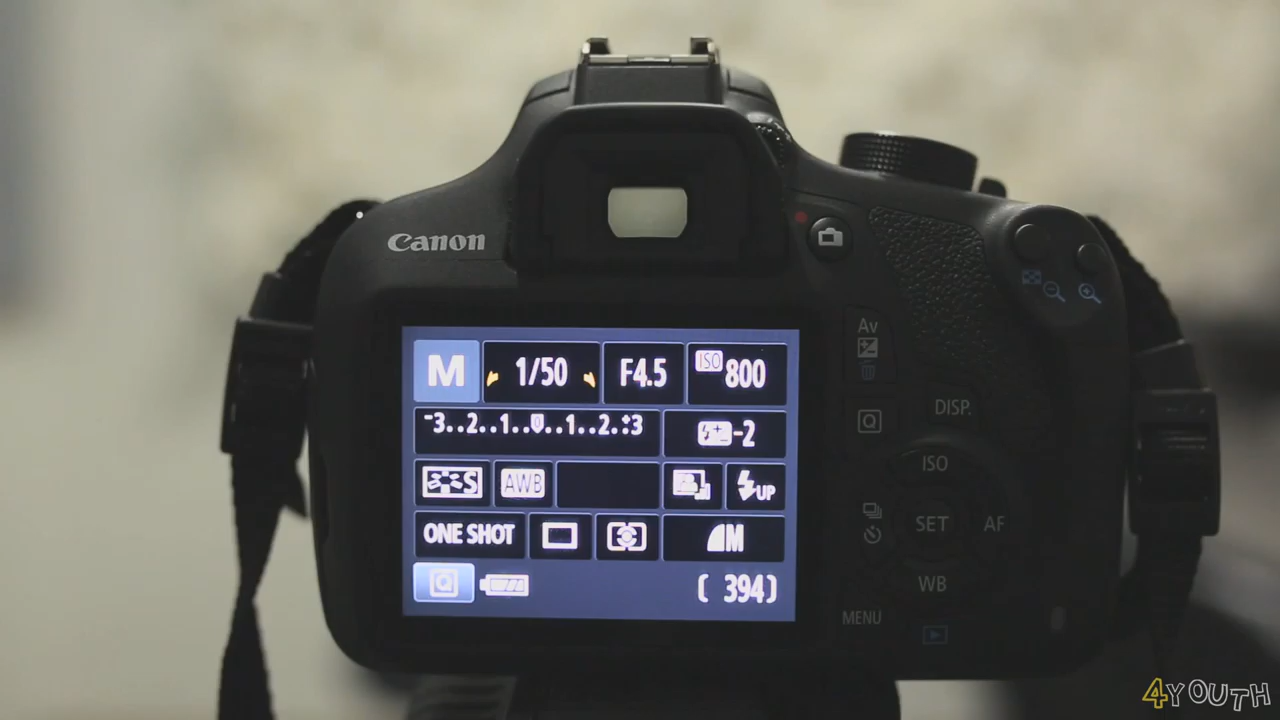 Canon
M 1/50 F4.5 ISO 800
-3..2..1..0..1..2.:+3 -2
S AWB UP
ONE SHOT M
Q ( 394)
Av
Q DISP.
ISO
SET AF
WB
MENU
4YOUTH